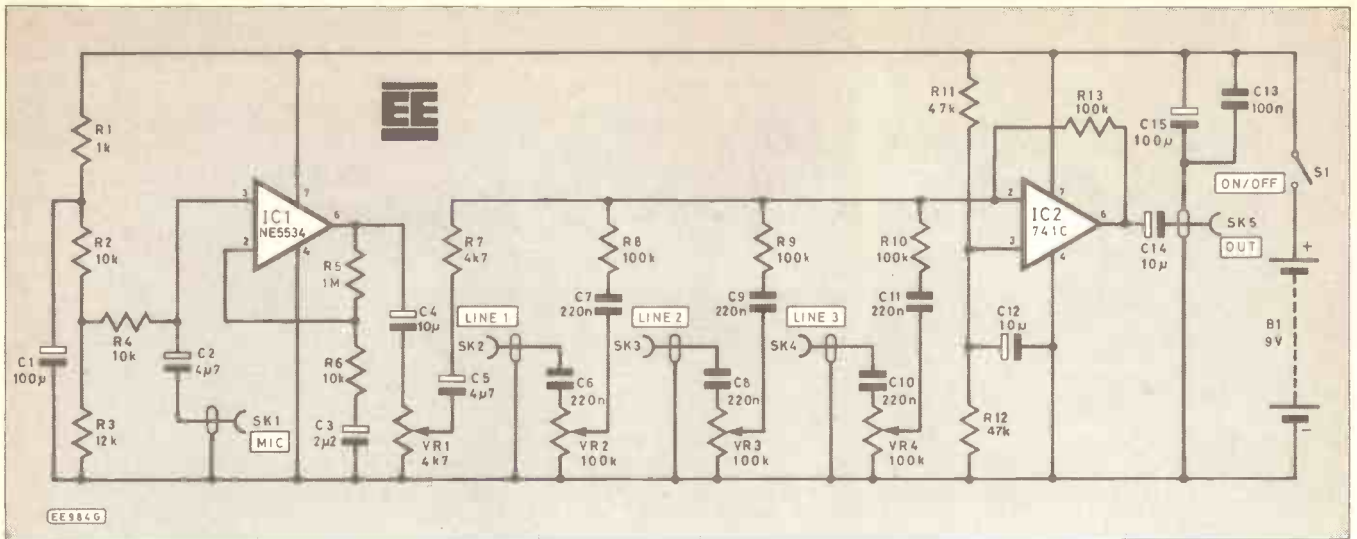 EE
R1
1k
R2
10k
R4
10k
C1
100µ
R3
12k
C2
4µ7
SK1
MIC
3
2
7
6
4
IC1
NE5534
R5
1M
R6
10k
C3
2µ2
C4
10µ
VR1
4k7
R7
4k7
C5
4µ7
LINE 1
SK2
C6
220n
VR2
100k
R8
100k
C7
220n
LINE 2
SK3
C8
220n
VR3
100k
R9
100k
C9
220n
LINE 3
SK4
C10
220n
VR4
100k
R10
100k
C11
220n
R11
47k
R13
100k
2
3
7
6
4
IC2
741C
C12
10µ
R12
47k
C14
10µ
C15
100µ
C13
100n
SK5
OUT
ON/OFF
S1
+
B1
9V
-
EE984G